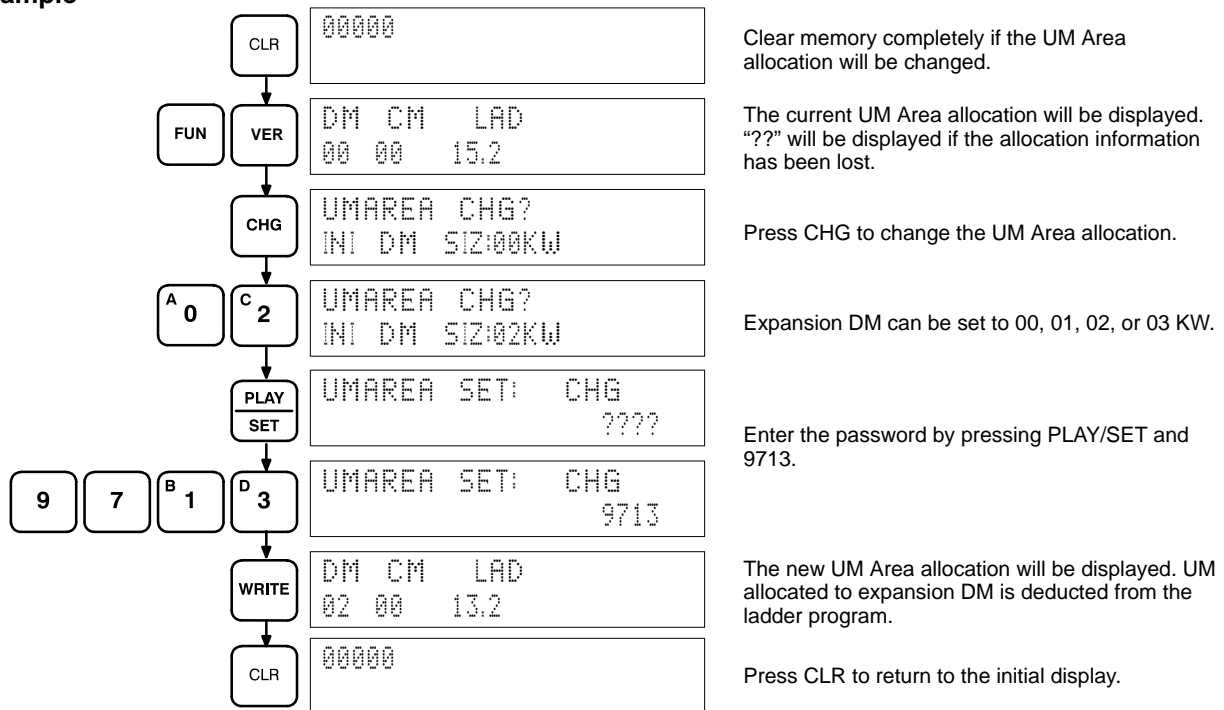 ample
CLR
00000
Clear memory completely if the UM Area
allocation will be changed.
FUN VER
DM CM LAD
00 00 15.2
The current UM Area allocation will be displayed.
“??” will be displayed if the allocation information
has been lost.
CHG
UMAREA CHG?
INI DM SIZ:00KW
Press CHG to change the UM Area allocation.
A 0 C 2
UMAREA CHG?
INI DM SIZ:02KW
Expansion DM can be set to 00, 01, 02, or 03 KW.
PLAY
SET
UMAREA SET: CHG
????
Enter the password by pressing PLAY/SET and
9713.
9 7 B 1 D 3
UMAREA SET: CHG
9713
WRITE
DM CM LAD
02 00 13.2
The new UM Area allocation will be displayed. UM
allocated to expansion DM is deducted from the
ladder program.
CLR
00000
Press CLR to return to the initial display.